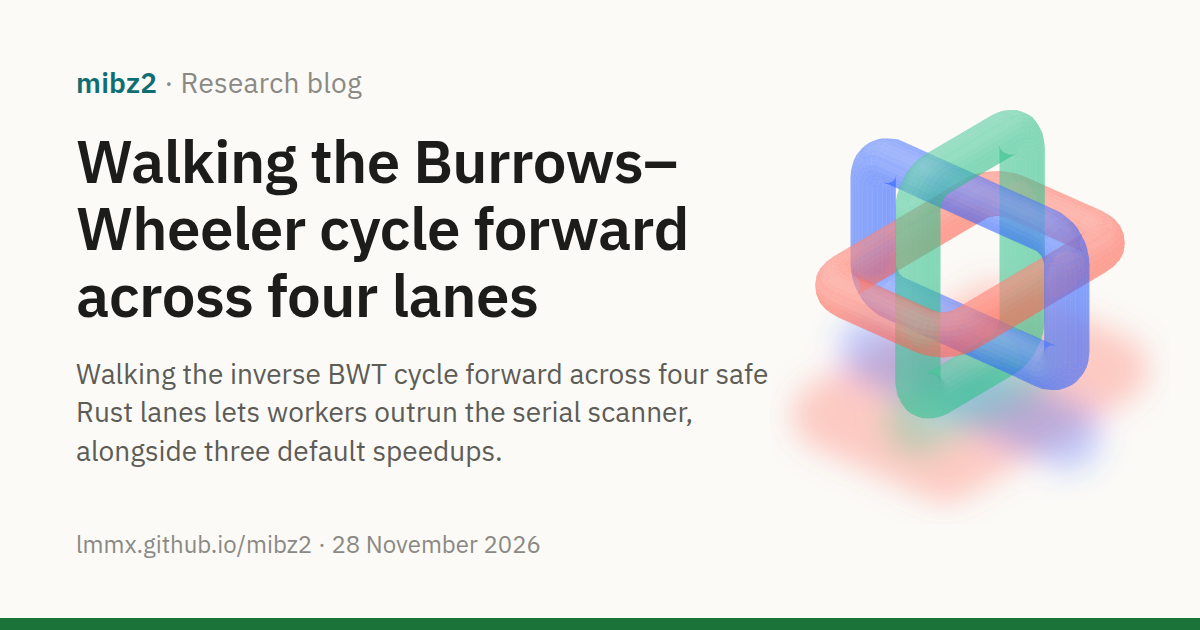 mibz2 · Research blog
Walking the Burrows–
Wheeler cycle forward
across four lanes
Walking the inverse BWT cycle forward across four safe
Rust lanes lets workers outrun the serial scanner,
alongside three default speedups.
lmmx.github.io/mibz2 · 28 November 2026